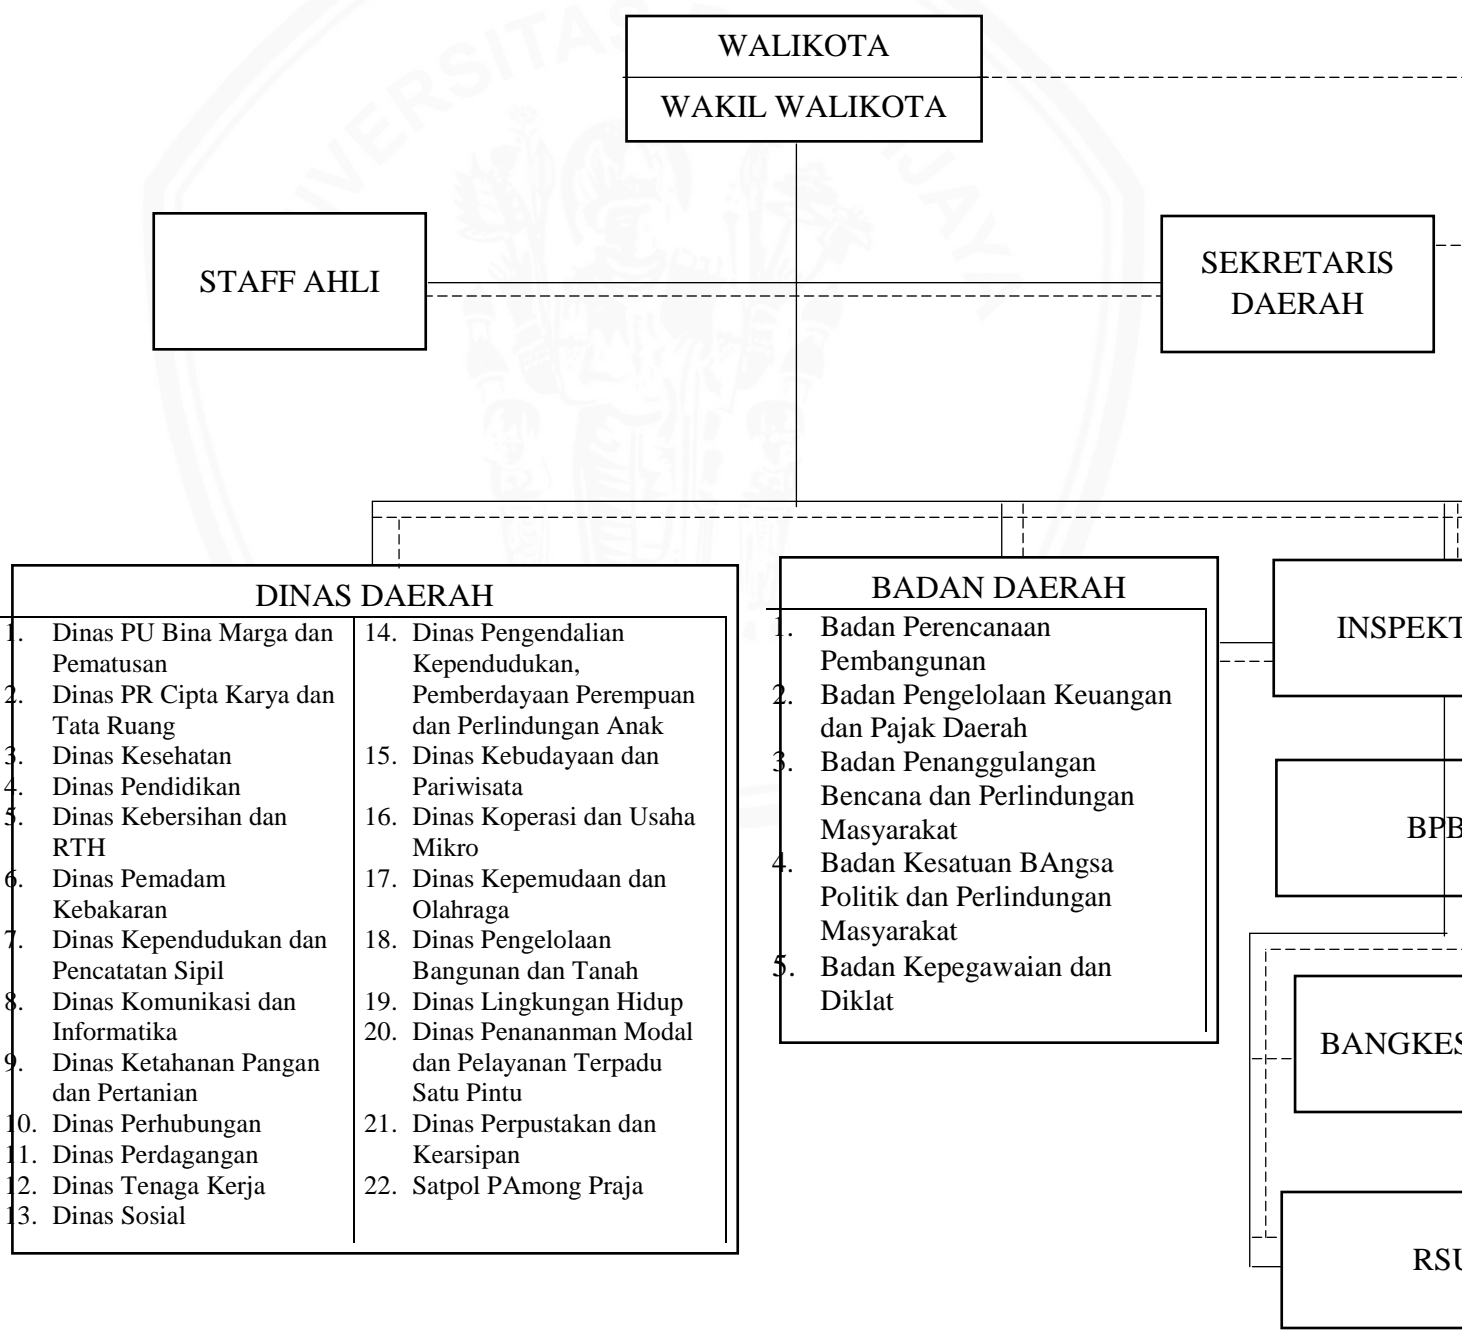 WALIKOTA
WAKIL WALIKOTA
STAFF AHLI
SEKRETARIS
DAERAH
DINAS DAERAH
1. Dinas PU Bina Marga dan
Pematusan
2. Dinas PR Cipta Karya dan
Tata Ruang
3. Dinas Kesehatan
4. Dinas Pendidikan
5. Dinas Kebersihan dan
RTH
6. Dinas Pemadam
Kebakaran
7. Dinas Kependudukan dan
Pencatatan Sipil
8. Dinas Komunikasi dan
Informatika
9. Dinas Ketahanan Pangan
dan Pertanian
10. Dinas Perhubungan
11. Dinas Perdagangan
12. Dinas Tenaga Kerja
13. Dinas Sosial
14. Dinas Pengendalian
Kependudukan,
Pemberdayaan Perempuan
dan Perlindungan Anak
15. Dinas Kebudayaan dan
Pariwisata
16. Dinas Koperasi dan Usaha
Mikro
17. Dinas Kepemudaan dan
Olahraga
18. Dinas Pengelolaan
Bangunan dan Tanah
19. Dinas Lingkungan Hidup
20. Dinas Penananman Modal
dan Pelayanan Terpadu
Satu Pintu
21. Dinas Perpustakan dan
Kearsipan
22. Satpol PAmong Praja
BADAN DAERAH
1. Badan Perencanaan
Pembangunan
2. Badan Pengelolaan Keuangan
dan Pajak Daerah
3. Badan Penanggulangan
Bencana dan Perlindungan
Masyarakat
4. Badan Kesatuan BAngsa
Politik dan Perlindungan
Masyarakat
5. Badan Kepegawaian dan
Diklat
INSPEKT
BPB
BANGKES
RSU